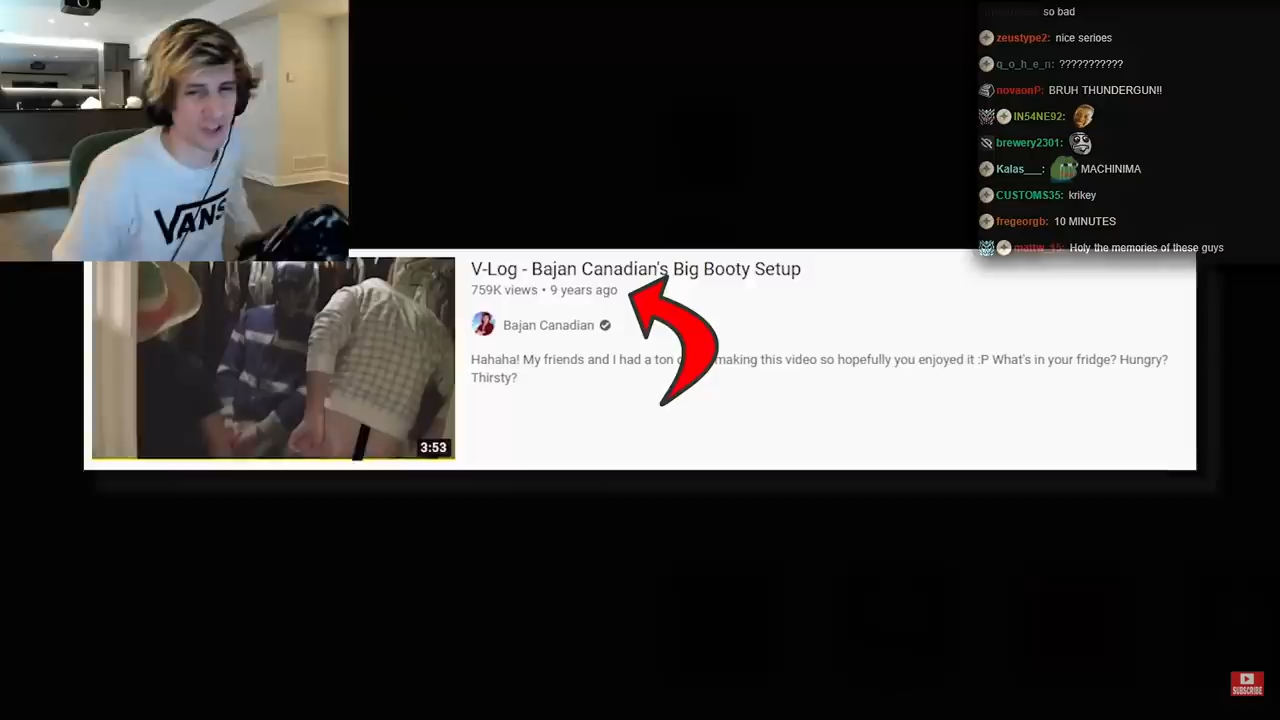 VANS
so bad
zeustype2: nice serioes
q_o_h_e_n: ???????????
novaonP: BRUH THUNDERGUN!!
IN54NE92:
brewery2301:
Kalas___: MACHINIMA
CUSTOMS35: krikey
fregeorgb: 10 MINUTES
mattw_15: Holy the memories of these guys
V-Log - Bajan Canadian's Big Booty Setup
759K views • 9 years ago
Bajan Canadian
Hahaha! My friends and I had a ton making this video so hopefully you enjoyed it :P What's in your fridge? Hungry?
Thirsty?
3:53
SUBSCRIBE